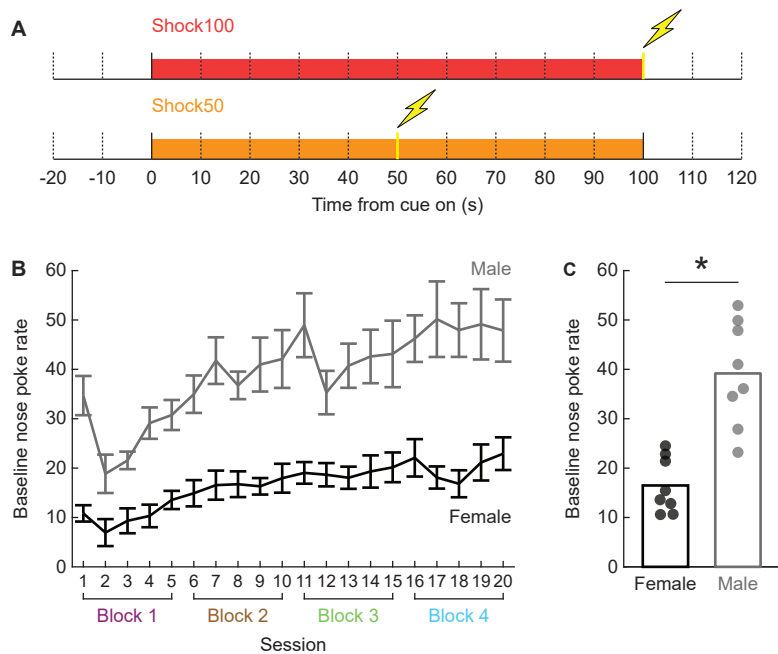 A
Shock100
Shock50
-20 -10 0 10 20 30 40 50 60 70 80 90 100 110 120
Time from cue on (s)
B
60
50
40
30
20
10
0
Baseline nose poke rate
Male
Female
1 2 3 4 5 6 7 8 9 10 11 12 13 14 15 16 17 18 19 20
Block 1 Block 2 Block 3 Block 4
Session
C
60
50
40
30
20
10
0
Baseline nose poke rate
*
Female Male